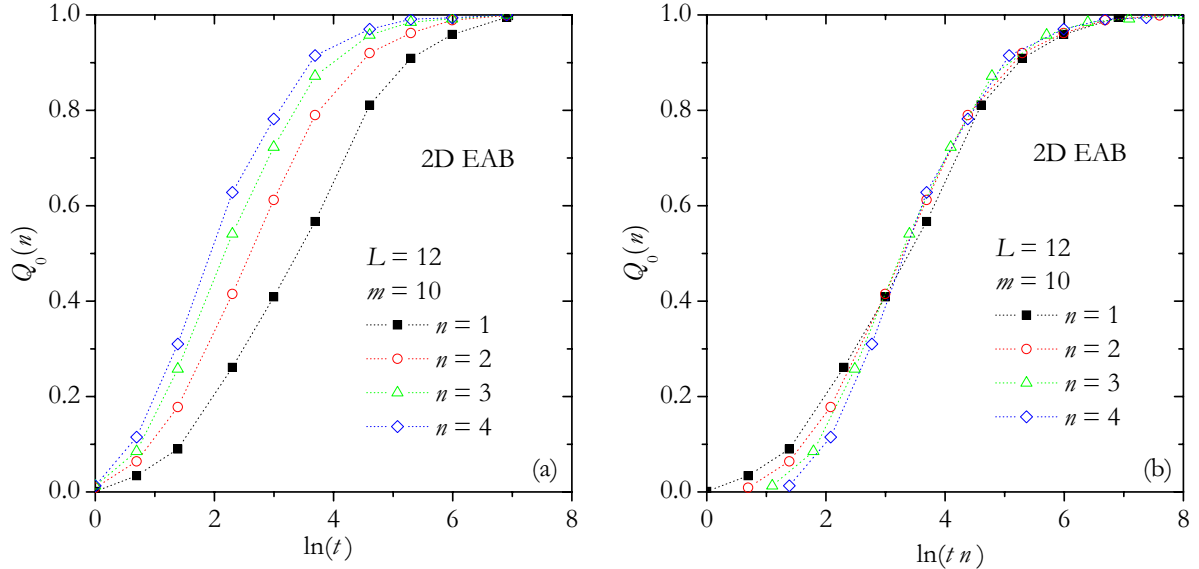 1.0
0.8
0.6
0.4
0.2
0.0
Q₀(n)
2D EAB
L = 12
m = 10
n = 1
n = 2
n = 3
n = 4
(a)
0 2 4 6 8
ln(t)
1.0
0.8
0.6
0.4
0.2
0.0
Q₀(n)
2D EAB
L = 12
m = 10
n = 1
n = 2
n = 3
n = 4
(b)
0 2 4 6 8
ln(t n)